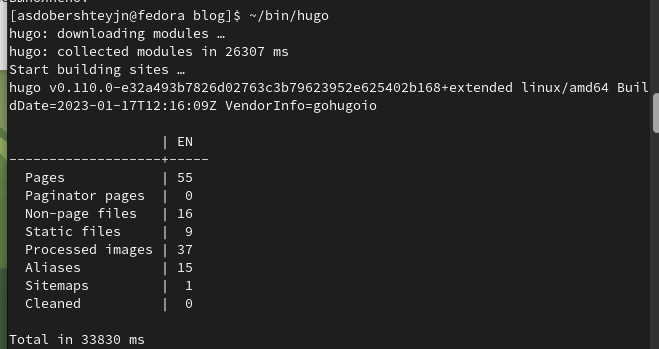 [asdobershteyjn@fedora blog]$ ~/bin/hugo
hugo: downloading modules …
hugo: collected modules in 26307 ms
Start building sites …
hugo v0.110.0-e32a493b7826d02763c3b79623952e625402b168+extended linux/amd64 Buil
dDate=2023-01-17T12:16:09Z VendorInfo=gohugoio
| EN
-------------------+-----
Pages | 55
Paginator pages | 0
Non-page files | 16
Static files | 9
Processed images | 37
Aliases | 15
Sitemaps | 1
Cleaned | 0
Total in 33830 ms